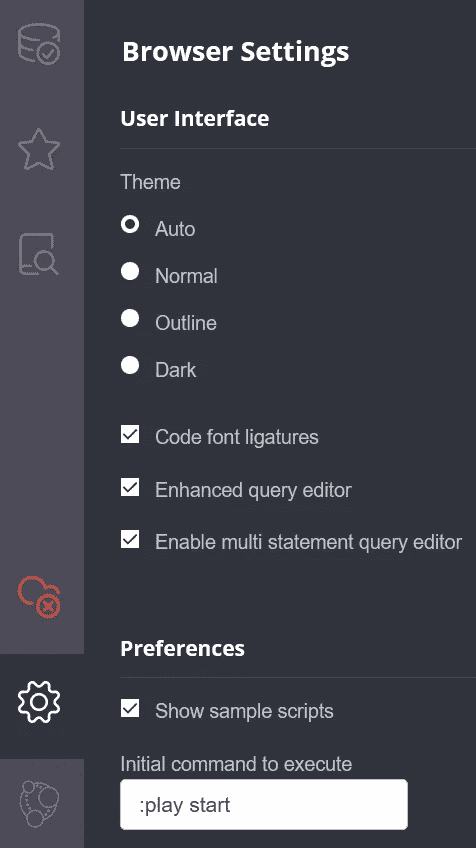 Browser Settings
User Interface
Theme
Auto
Normal
Outline
Dark
Code font ligatures
Enhanced query editor
Enable multi statement query editor
Preferences
Show sample scripts
Initial command to execute
:play start